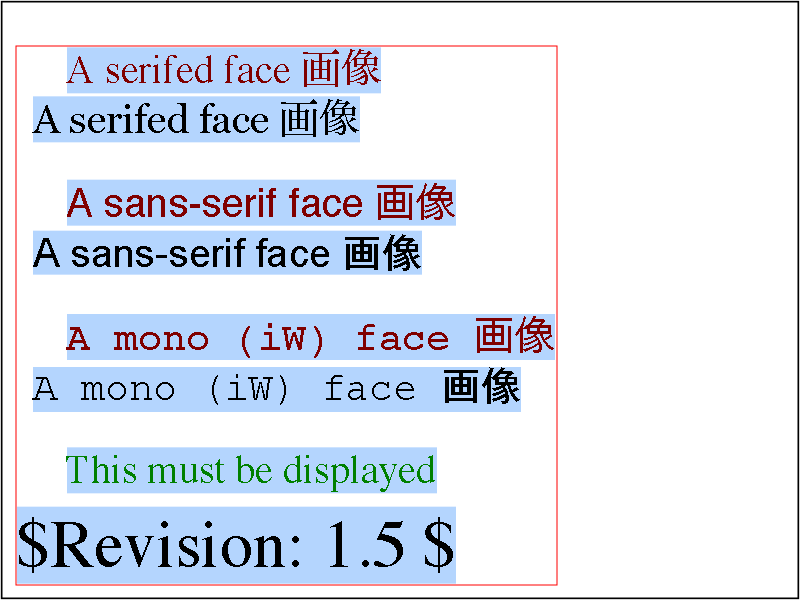 A serifed face 画像
A serifed face 画像
A sans-serif face 画像
A sans-serif face 画像
A mono (iW) face 画像
A mono (iW) face 画像
This must be displayed
$Revision: 1.5 $